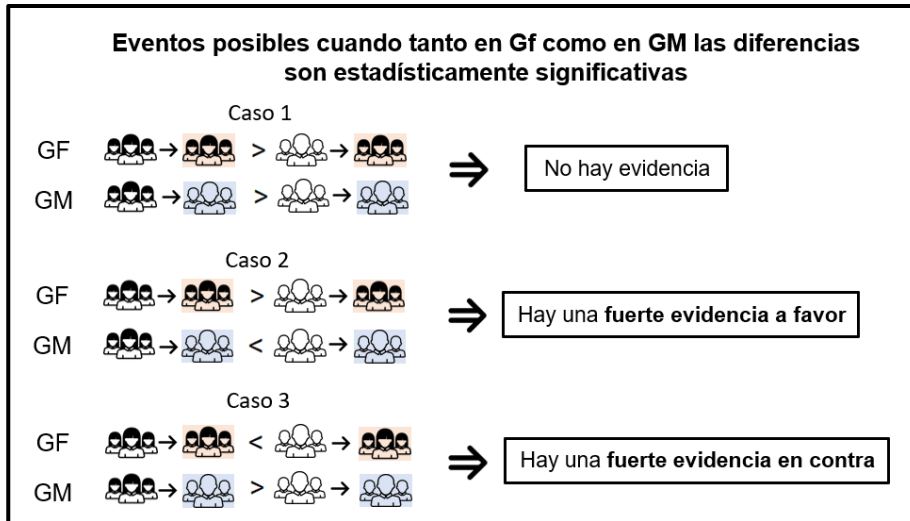 Eventos posibles cuando tanto en Gf como en GM las diferencias
son estadísticamente significativas
Caso 1
GF → > →
GM → > →
⇒ No hay evidencia
Caso 2
GF → > →
GM → < →
⇒ Hay una fuerte evidencia a favor
Caso 3
GF → < →
GM → > →
⇒ Hay una fuerte evidencia en contra